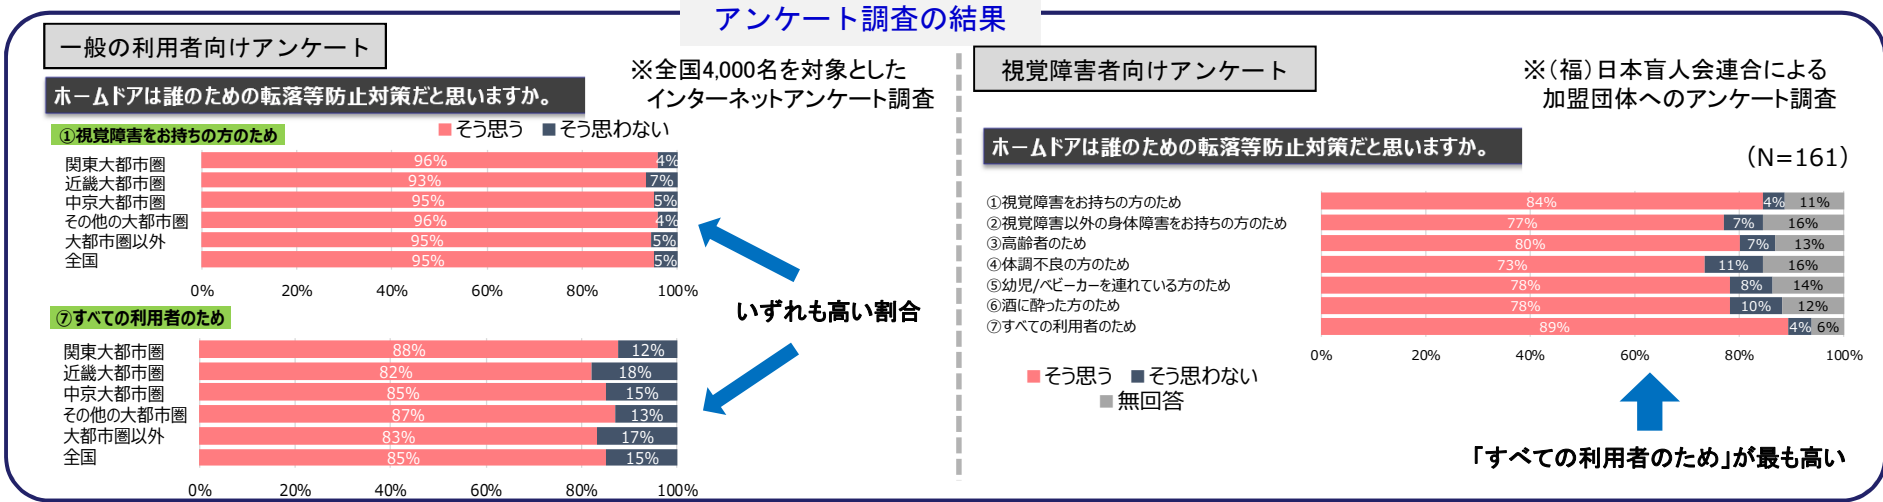 アンケート調査の結果
一般の利用者向けアンケート
※全国4,000名を対象とした
インターネットアンケート調査
ホームドアは誰のための転落等防止対策だと思いますか。
①視覚障害をお持ちの方のため
■そう思う ■そう思わない
関東大都市圏 96% 4%
近畿大都市圏 93% 7%
中京大都市圏 95% 5%
その他の大都市圏 96% 4%
大都市圏以外 95% 5%
全国 95% 5%
0% 20% 40% 60% 80% 100%
いずれも高い割合
⑦すべての利用者のため
関東大都市圏 88% 12%
近畿大都市圏 82% 18%
中京大都市圏 85% 15%
その他の大都市圏 87% 13%
大都市圏以外 83% 17%
全国 85% 15%
0% 20% 40% 60% 80% 100%
視覚障害者向けアンケート
※(福)日本盲人会連合による
加盟団体へのアンケート調査
ホームドアは誰のための転落等防止対策だと思いますか。
(N=161)
①視覚障害をお持ちの方のため 84% 4% 11%
②視覚障害以外の身体障害をお持ちの方のため 77% 7% 16%
③高齢者のため 80% 7% 13%
④体調不良の方のため 73% 11% 16%
⑤幼児/ベビーカーを連れている方のため 78% 8% 14%
⑥酒に酔った方のため 78% 10% 12%
⑦すべての利用者のため 89% 4% 6%
0% 20% 40% 60% 80% 100%
■そう思う ■そう思わない
■無回答
「すべての利用者のため」が最も高い